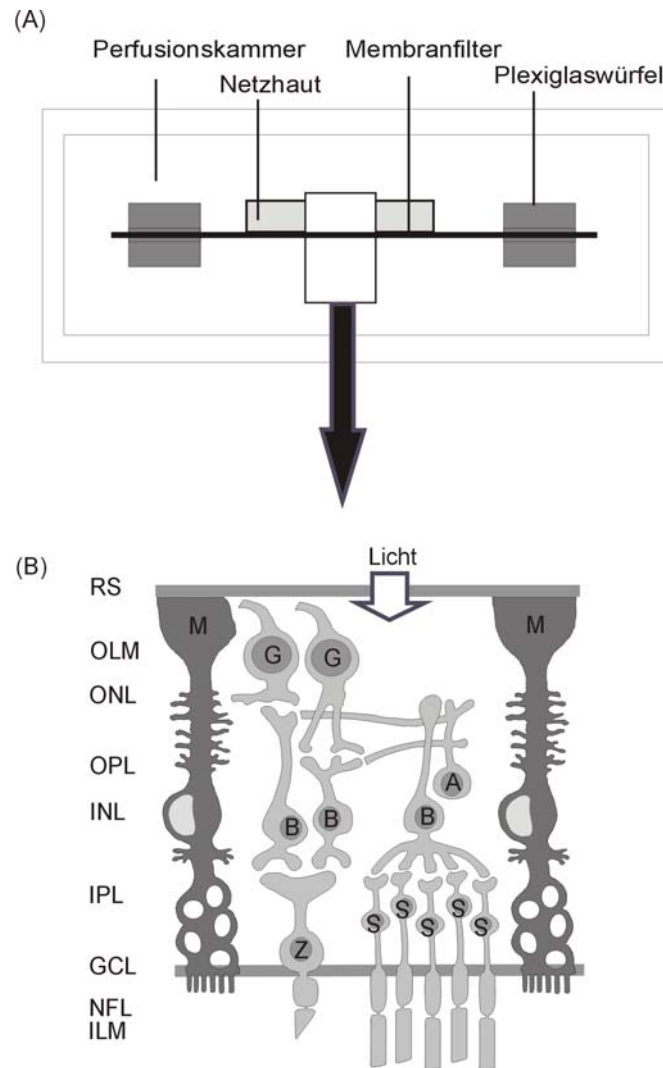 (A)
Perfusionskammer
Membranfilter
Netzhaut
Plexiglaswürfel
(B)
Licht
RS
M
M
OLM
G
G
ONL
OPL
A
INL
B
B
B
IPL
S
S
S
S
S
GCL
Z
NFL
ILM